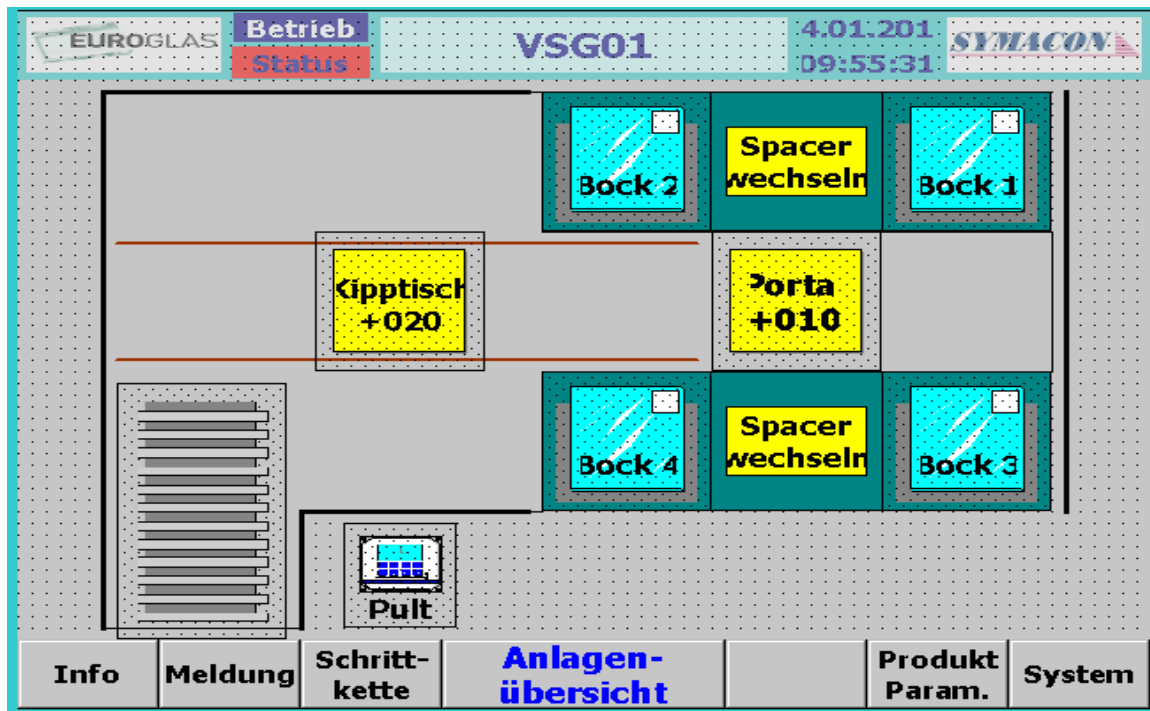 EUROGLAS
Betrieb
Status
VSG01
4.01.201
09:55:31
SYMACON
Bock 2
Spacer
wechseln
Bock 1
Kipptisch
+020
Porta
+010
Bock 4
Spacer
wechseln
Bock 3
Pult
Info
Meldung
Schritt-
kette
Anlagen-
übersicht
Produkt
Param.
System